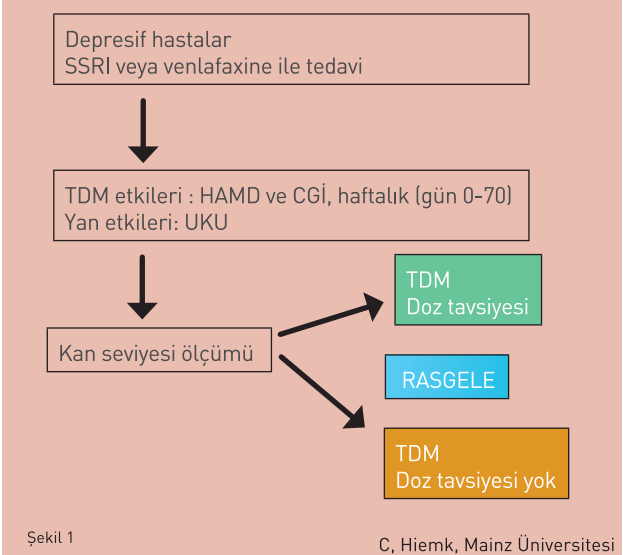 Depresif hastalar
SSRI veya venlafaxine ile tedavi
TDM etkileri : HAMD ve CGİ, haftalık (gün 0-70)
Yan etkileri: UKU
Kan seviyesi ölçümü
TDM
Doz tavsiyesi
RASGELE
TDM
Doz tavsiyesi yok
Şekil 1
C, Hiemk, Mainz Üniversitesi